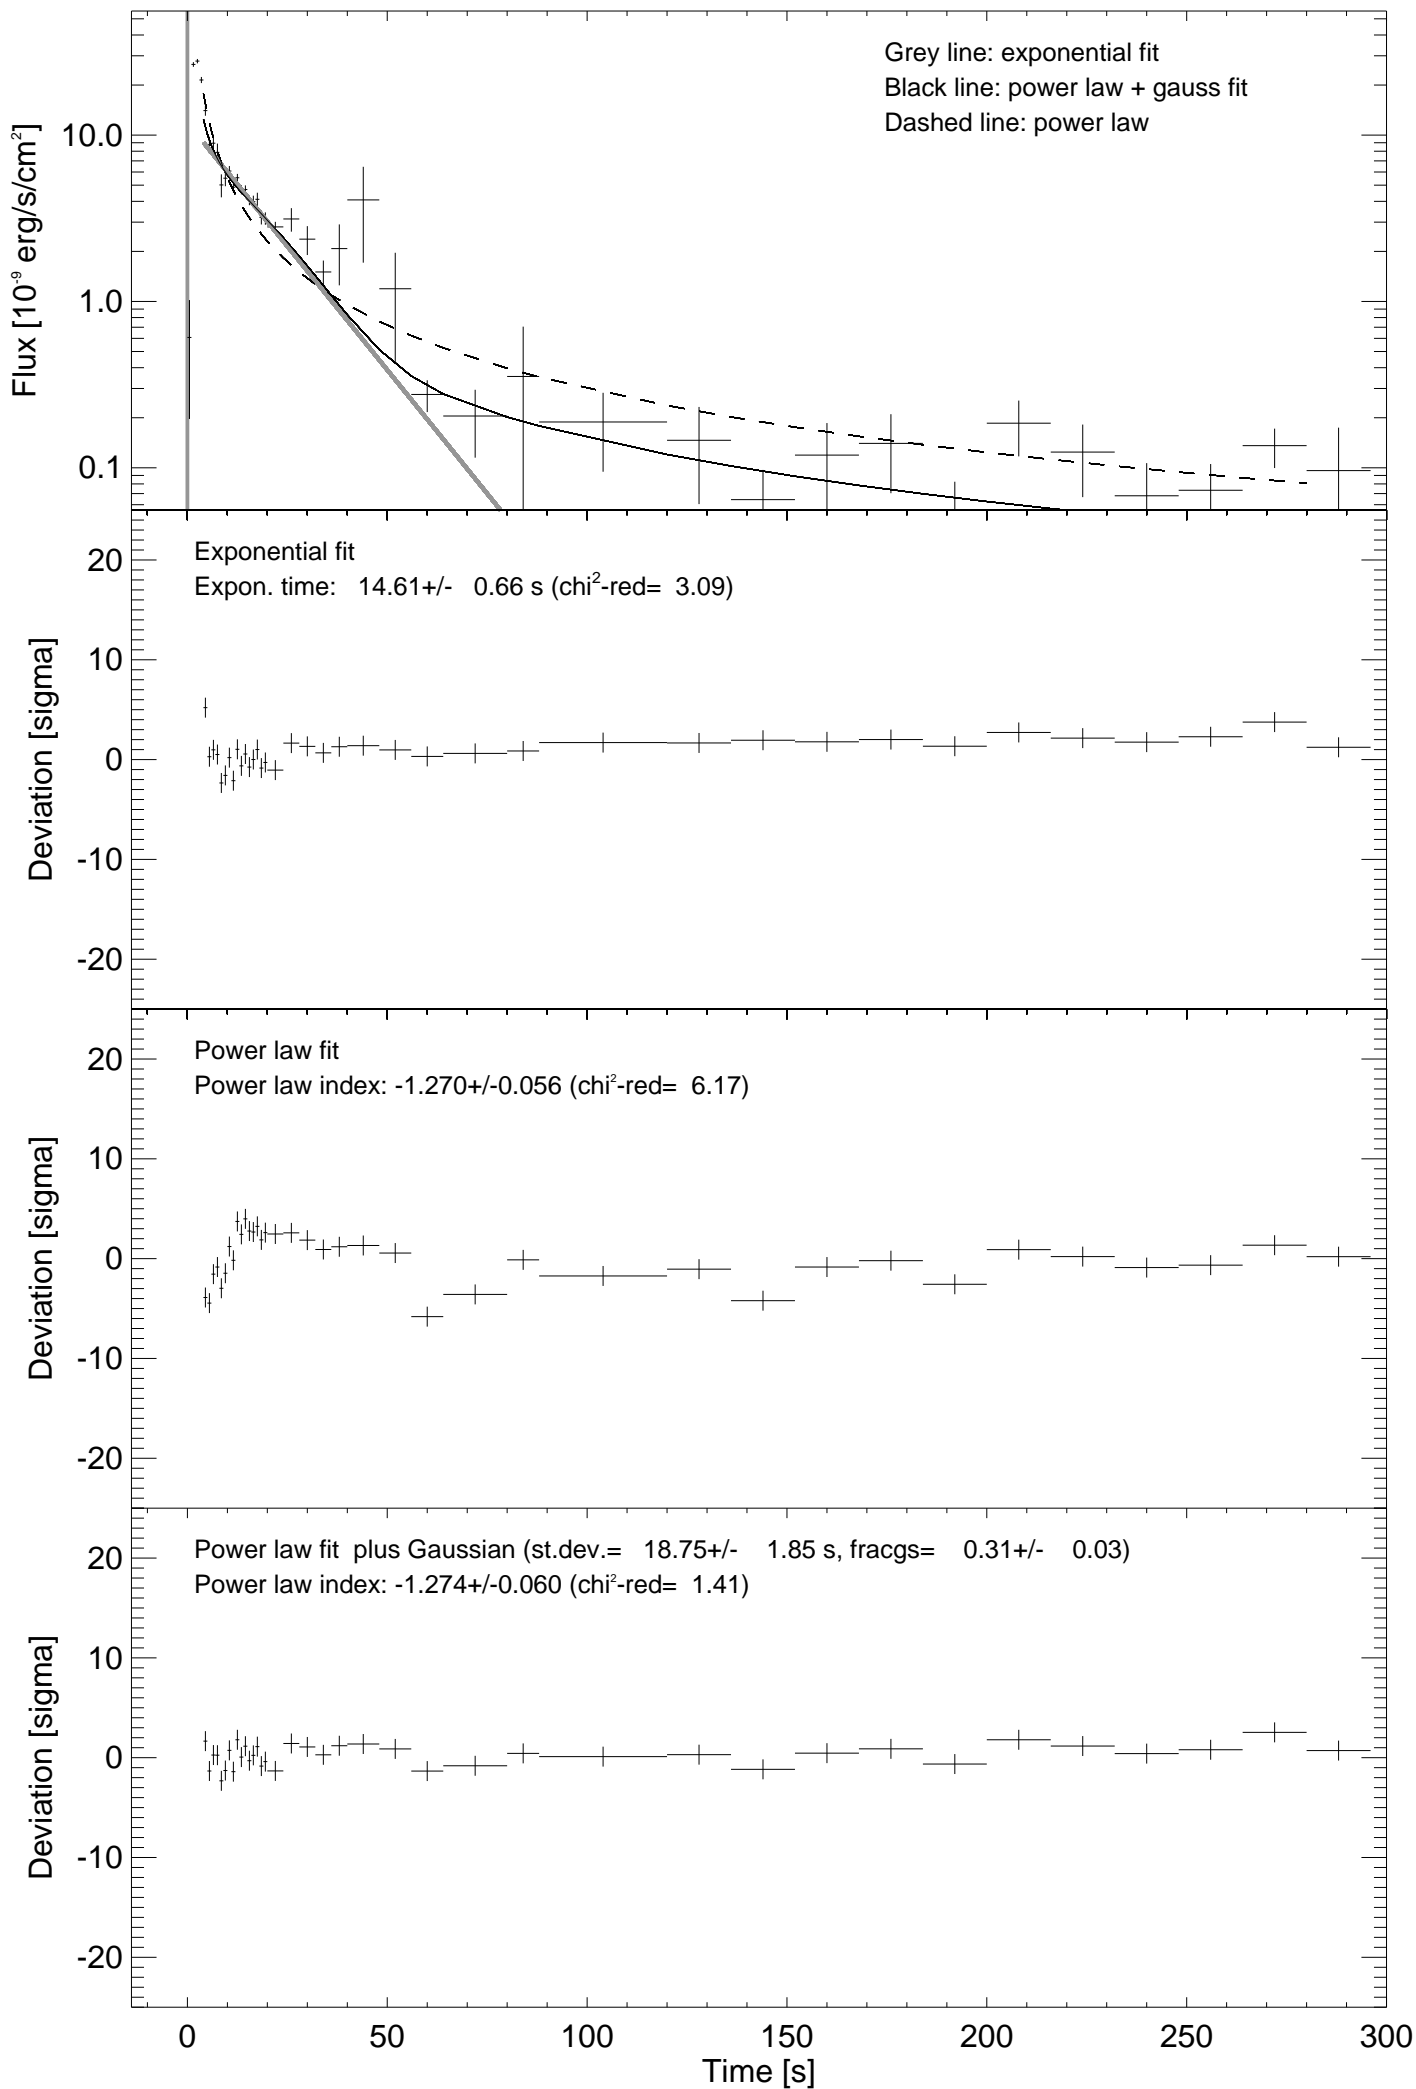 Grey line: exponential fit
Black line: power law + gauss fit
Dashed line: power law
Flux [10⁻⁹ erg/s/cm²]
10.0
1.0
0.1
Exponential fit
Expon. time: 14.61+/- 0.66 s (chi²-red= 3.09)
Deviation [sigma]
20
10
0
-10
-20
Power law fit
Power law index: -1.270+/-0.056 (chi²-red= 6.17)
Deviation [sigma]
20
10
0
-10
-20
Power law fit plus Gaussian (st.dev.= 18.75+/- 1.85 s, fracgs= 0.31+/- 0.03)
Power law index: -1.274+/-0.060 (chi²-red= 1.41)
Deviation [sigma]
20
10
0
-10
-20
0 50 100 150 200 250 300
Time [s]